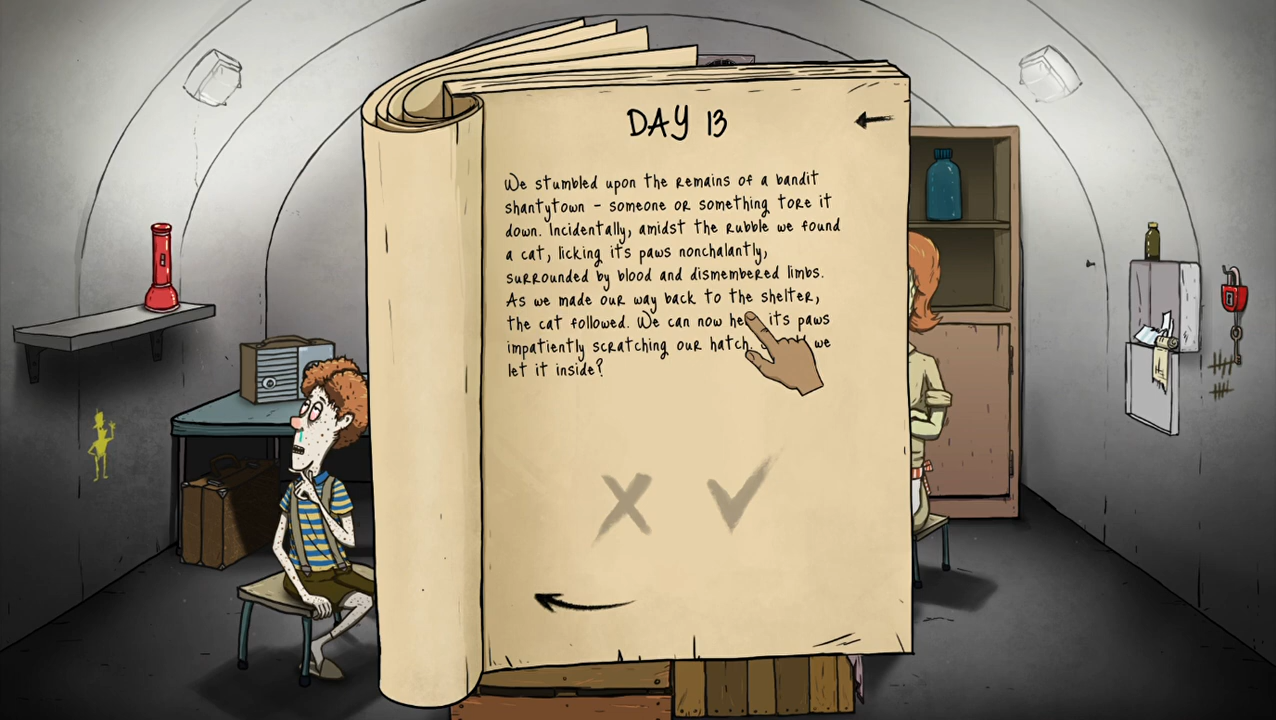 DAY 13
We stumbled upon the remains of a bandit
shantytown - someone or something tore it
down. Incidentally, amidst the rubble we found
a cat, licking it's paws nonchalantly,
surrounded by blood and dismembered limbs.
As we made our way back to the shelter,
the cat followed. We can now it's paws
impatiently scratching our hatch. we
let it inside?